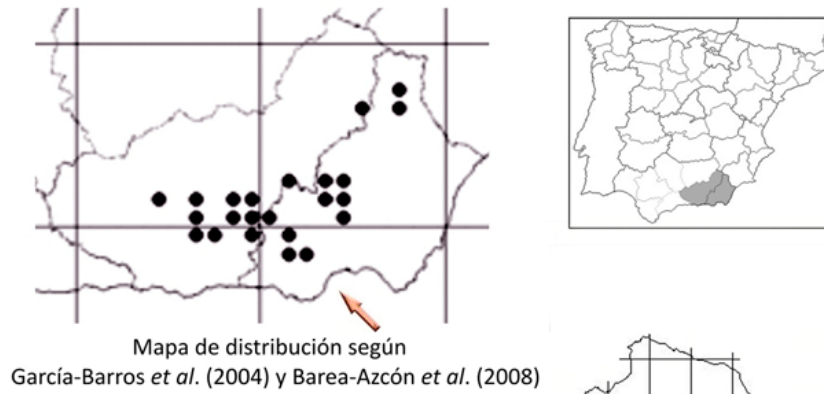 Mapa de distribución según
García-Barros et al. (2004) y Barea-Azcón et al. (2008)